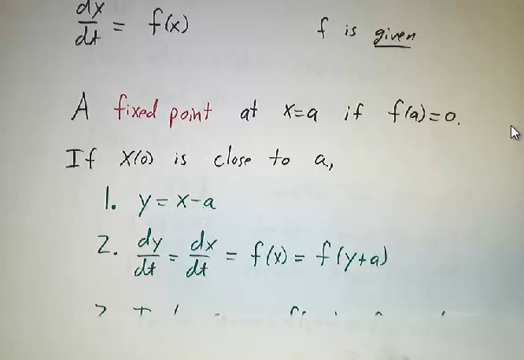 dx/dt = f(x) f is given
A fixed point at x=a if f(a)=0.
If x(0) is close to a,
1. y = x-a
2. dy/dt = dx/dt = f(x) = f(y+a)